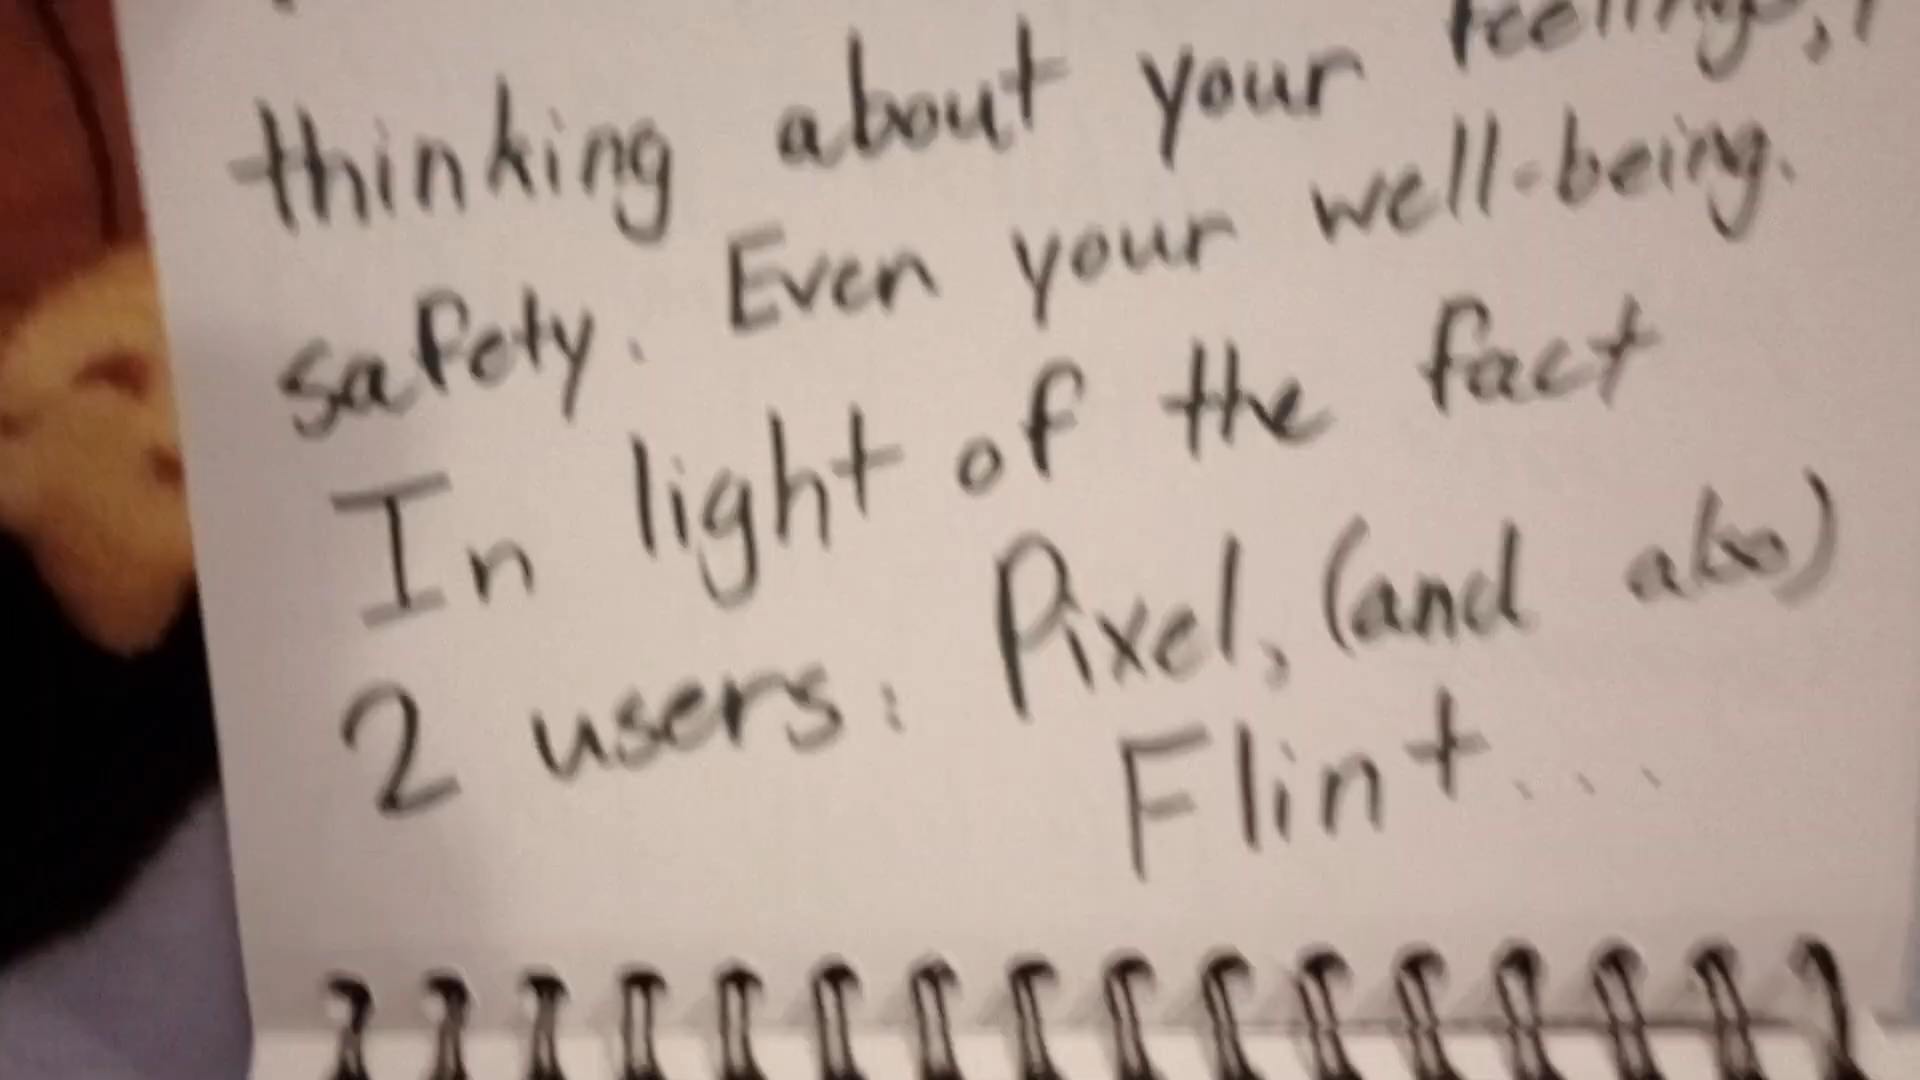 feelings,
thinking about your
safety. Even your well-being.
In light of the fact
2 users: Pixel, (and also)
Flint...